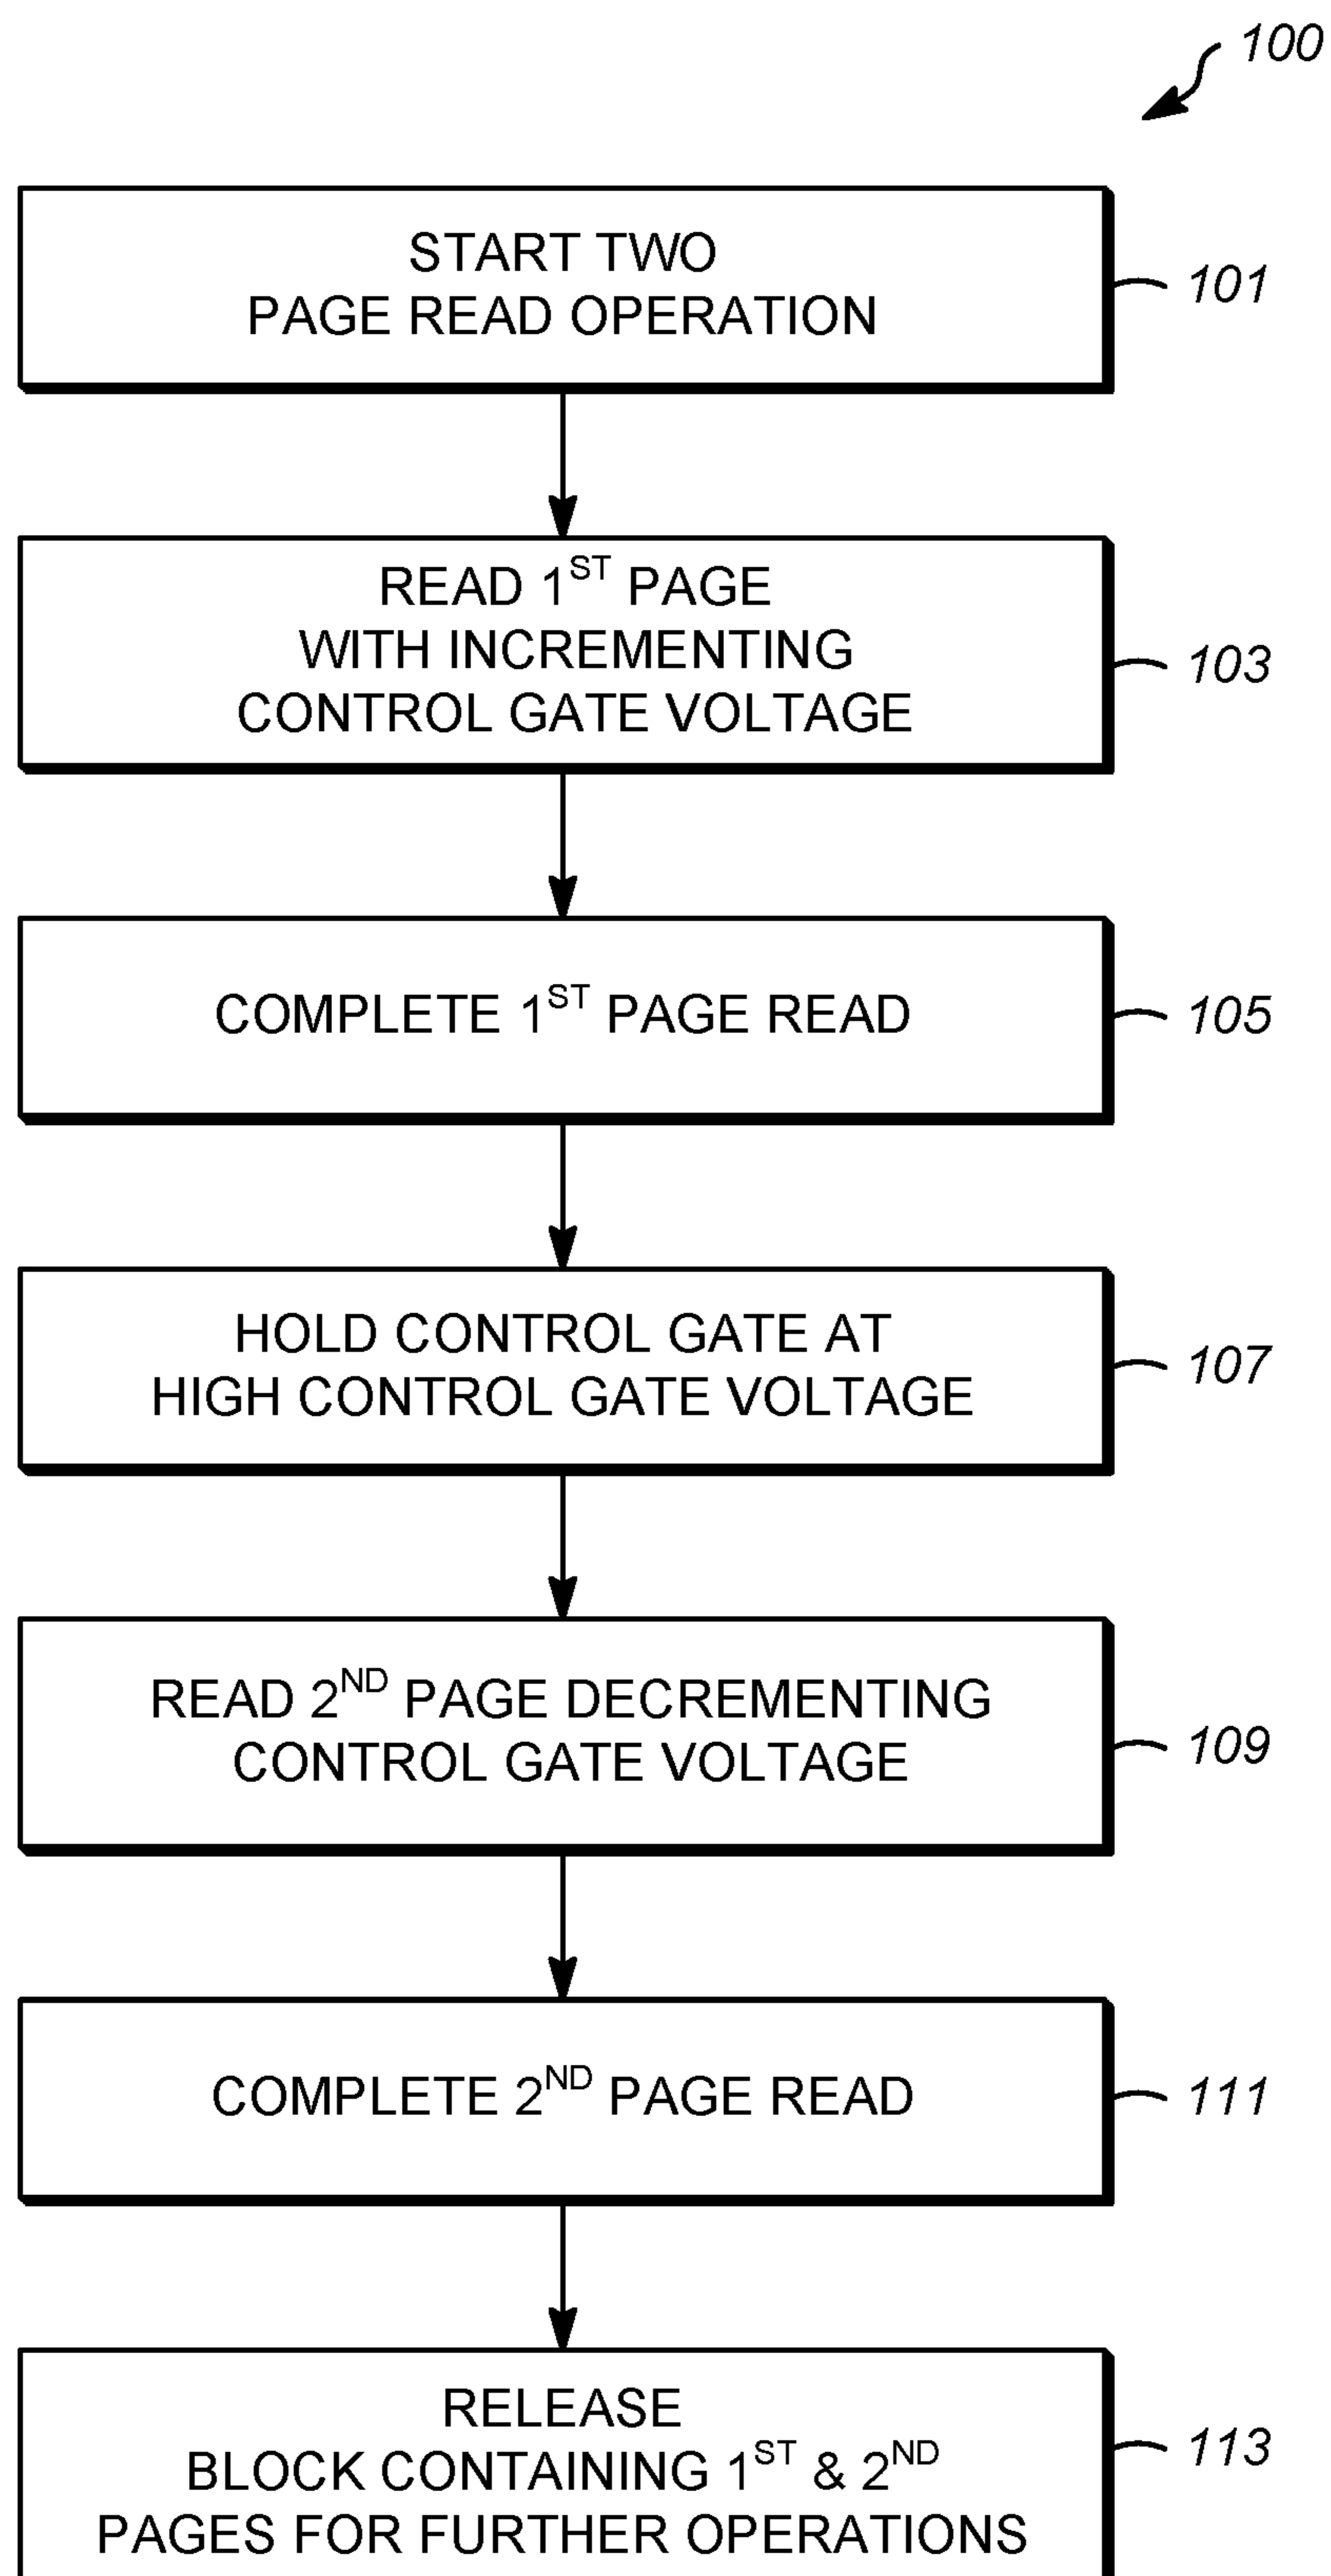 100
START TWO
PAGE READ OPERATION
101
READ 1ST PAGE
WITH INCREMENTING
CONTROL GATE VOLTAGE
103
COMPLETE 1ST PAGE READ
105
HOLD CONTROL GATE AT
HIGH CONTROL GATE VOLTAGE
107
READ 2ND PAGE DECREMENTING
CONTROL GATE VOLTAGE
109
COMPLETE 2ND PAGE READ
111
RELEASE
BLOCK CONTAINING 1ST & 2ND
PAGES FOR FURTHER OPERATIONS
113